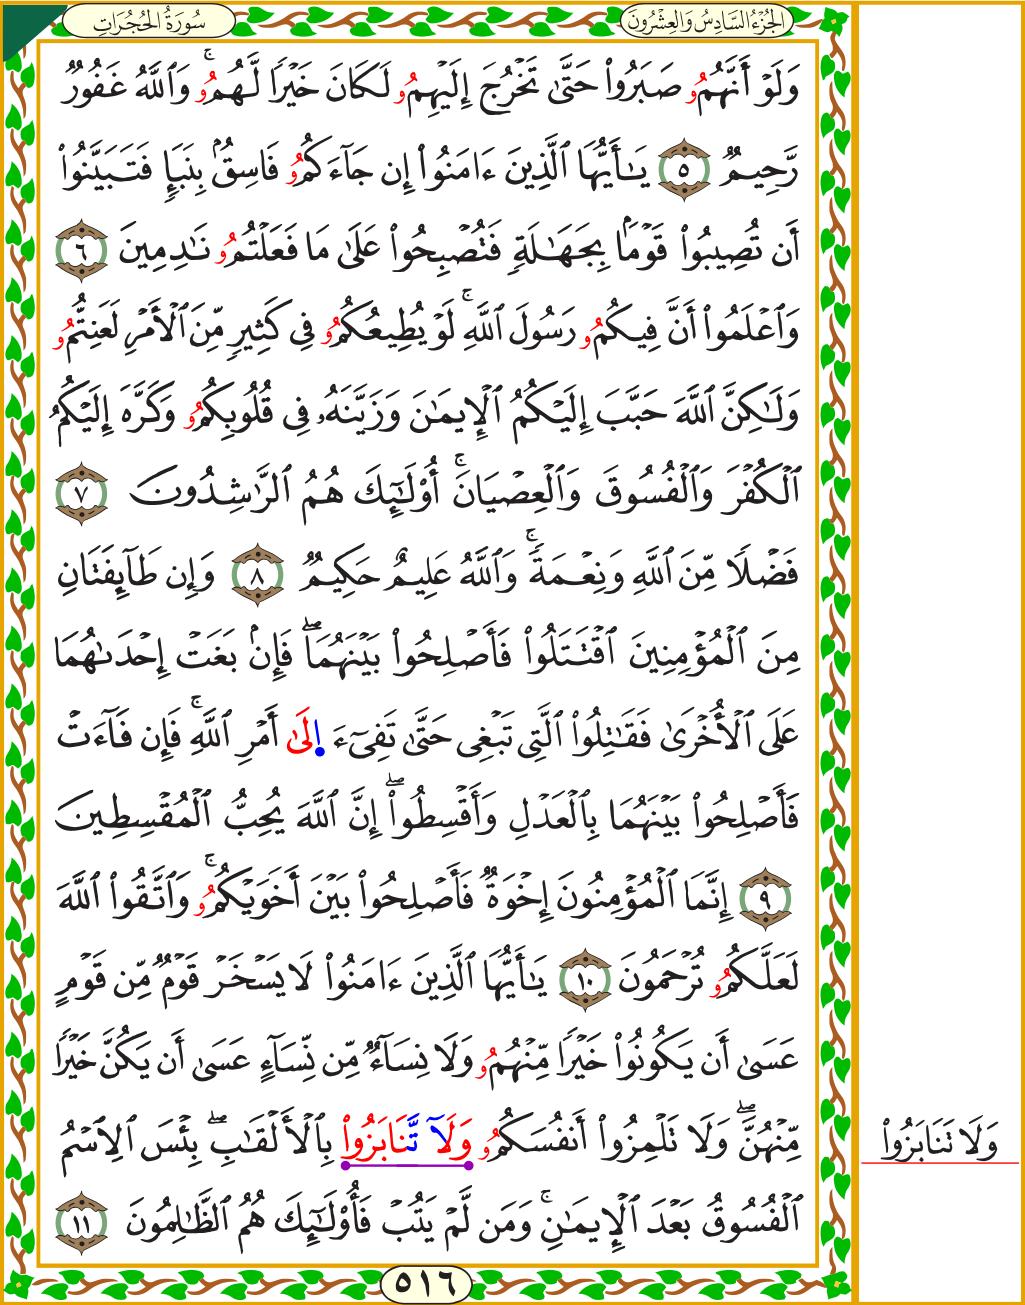 سُورَةُ الحُجُرَاتِ
الجُزْءُ السَّادِسُ وَالعِشْرُونَ
وَلَوْ أَنَّهُمُۥ صَبَرُوا۟ حَتَّىٰ تَخْرُجَ إِلَيْهِمُۥ لَكَانَ خَيْرًا لَّهُمُۥۚ وَٱللَّهُ غَفُورٌ
رَّحِيمٌ ٥ يَـٰٓأَيُّهَا ٱلَّذِينَ ءَامَنُوٓا۟ إِن جَآءَكُمُۥ فَاسِقٌۢ بِنَبَإٍ فَتَبَيَّنُوٓا۟
أَن تُصِيبُوا۟ قَوْمًۢا بِجَهَـٰلَةٍ فَتُصْبِحُوا۟ عَلَىٰ مَا فَعَلْتُمُۥ نَـٰدِمِينَ ٦
وَٱعْلَمُوٓا۟ أَنَّ فِيكُمُۥ رَسُولَ ٱللَّهِۚ لَوْ يُطِيعُكُمُۥ فِى كَثِيرٍ مِّنَ ٱلْأَمْرِ لَعَنِتُّمُۥ
وَلَـٰكِنَّ ٱللَّهَ حَبَّبَ إِلَيْكُمُ ٱلْإِيمَـٰنَ وَزَيَّنَهُۥ فِى قُلُوبِكُمُۥ وَكَرَّهَ إِلَيْكُمُ
ٱلْكُفْرَ وَٱلْفُسُوقَ وَٱلْعِصْيَانَۚ أُو۟لَـٰٓئِكَ هُمُ ٱلرَّٰشِدُونَ ٧
فَضْلًا مِّنَ ٱللَّهِ وَنِعْمَةًۚ وَٱللَّهُ عَلِيمٌ حَكِيمٌ ٨ وَإِن طَآئِفَتَانِ
مِنَ ٱلْمُؤْمِنِينَ ٱقْتَتَلُوا۟ فَأَصْلِحُوا۟ بَيْنَهُمَاۖ فَإِنۢ بَغَتْ إِحْدَىٰهُمَا
عَلَى ٱلْأُخْرَىٰ فَقَـٰتِلُوا۟ ٱلَّتِى تَبْغِى حَتَّىٰ تَفِىٓءَ اِلَىٰٓ أَمْرِ ٱللَّهِۚ فَإِن فَآءَتْ
فَأَصْلِحُوا۟ بَيْنَهُمَا بِٱلْعَدْلِ وَأَقْسِطُوٓا۟ۖ إِنَّ ٱللَّهَ يُحِبُّ ٱلْمُقْسِطِينَ
٩ إِنَّمَا ٱلْمُؤْمِنُونَ إِخْوَةٌ فَأَصْلِحُوا۟ بَيْنَ أَخَوَيْكُمُۥۚ وَٱتَّقُوا۟ ٱللَّهَ
لَعَلَّكُمُۥ تُرْحَمُونَ ١٠ يَـٰٓأَيُّهَا ٱلَّذِينَ ءَامَنُوا۟ لَا يَسْخَرْ قَوْمٌ مِّن قَوْمٍ
عَسَىٰٓ أَن يَكُونُوا۟ خَيْرًا مِّنْهُمُۥ وَلَا نِسَآءٌ مِّن نِّسَآءٍ عَسَىٰٓ أَن يَكُنَّ خَيْرًا
مِّنْهُنَّۖ وَلَا تَلْمِزُوٓا۟ أَنفُسَكُمُۥ وَلَآ تَّنَابَزُوا۟ بِٱلْأَلْقَـٰبِۖ بِئْسَ ٱلِٱسْمُ
وَلَا تَنَابَزُوا۟
ٱلْفُسُوقُ بَعْدَ ٱلْإِيمَـٰنِۚ وَمَن لَّمْ يَتُبْ فَأُو۟لَـٰٓئِكَ هُمُ ٱلظَّـٰلِمُونَ ١١
٥١٦